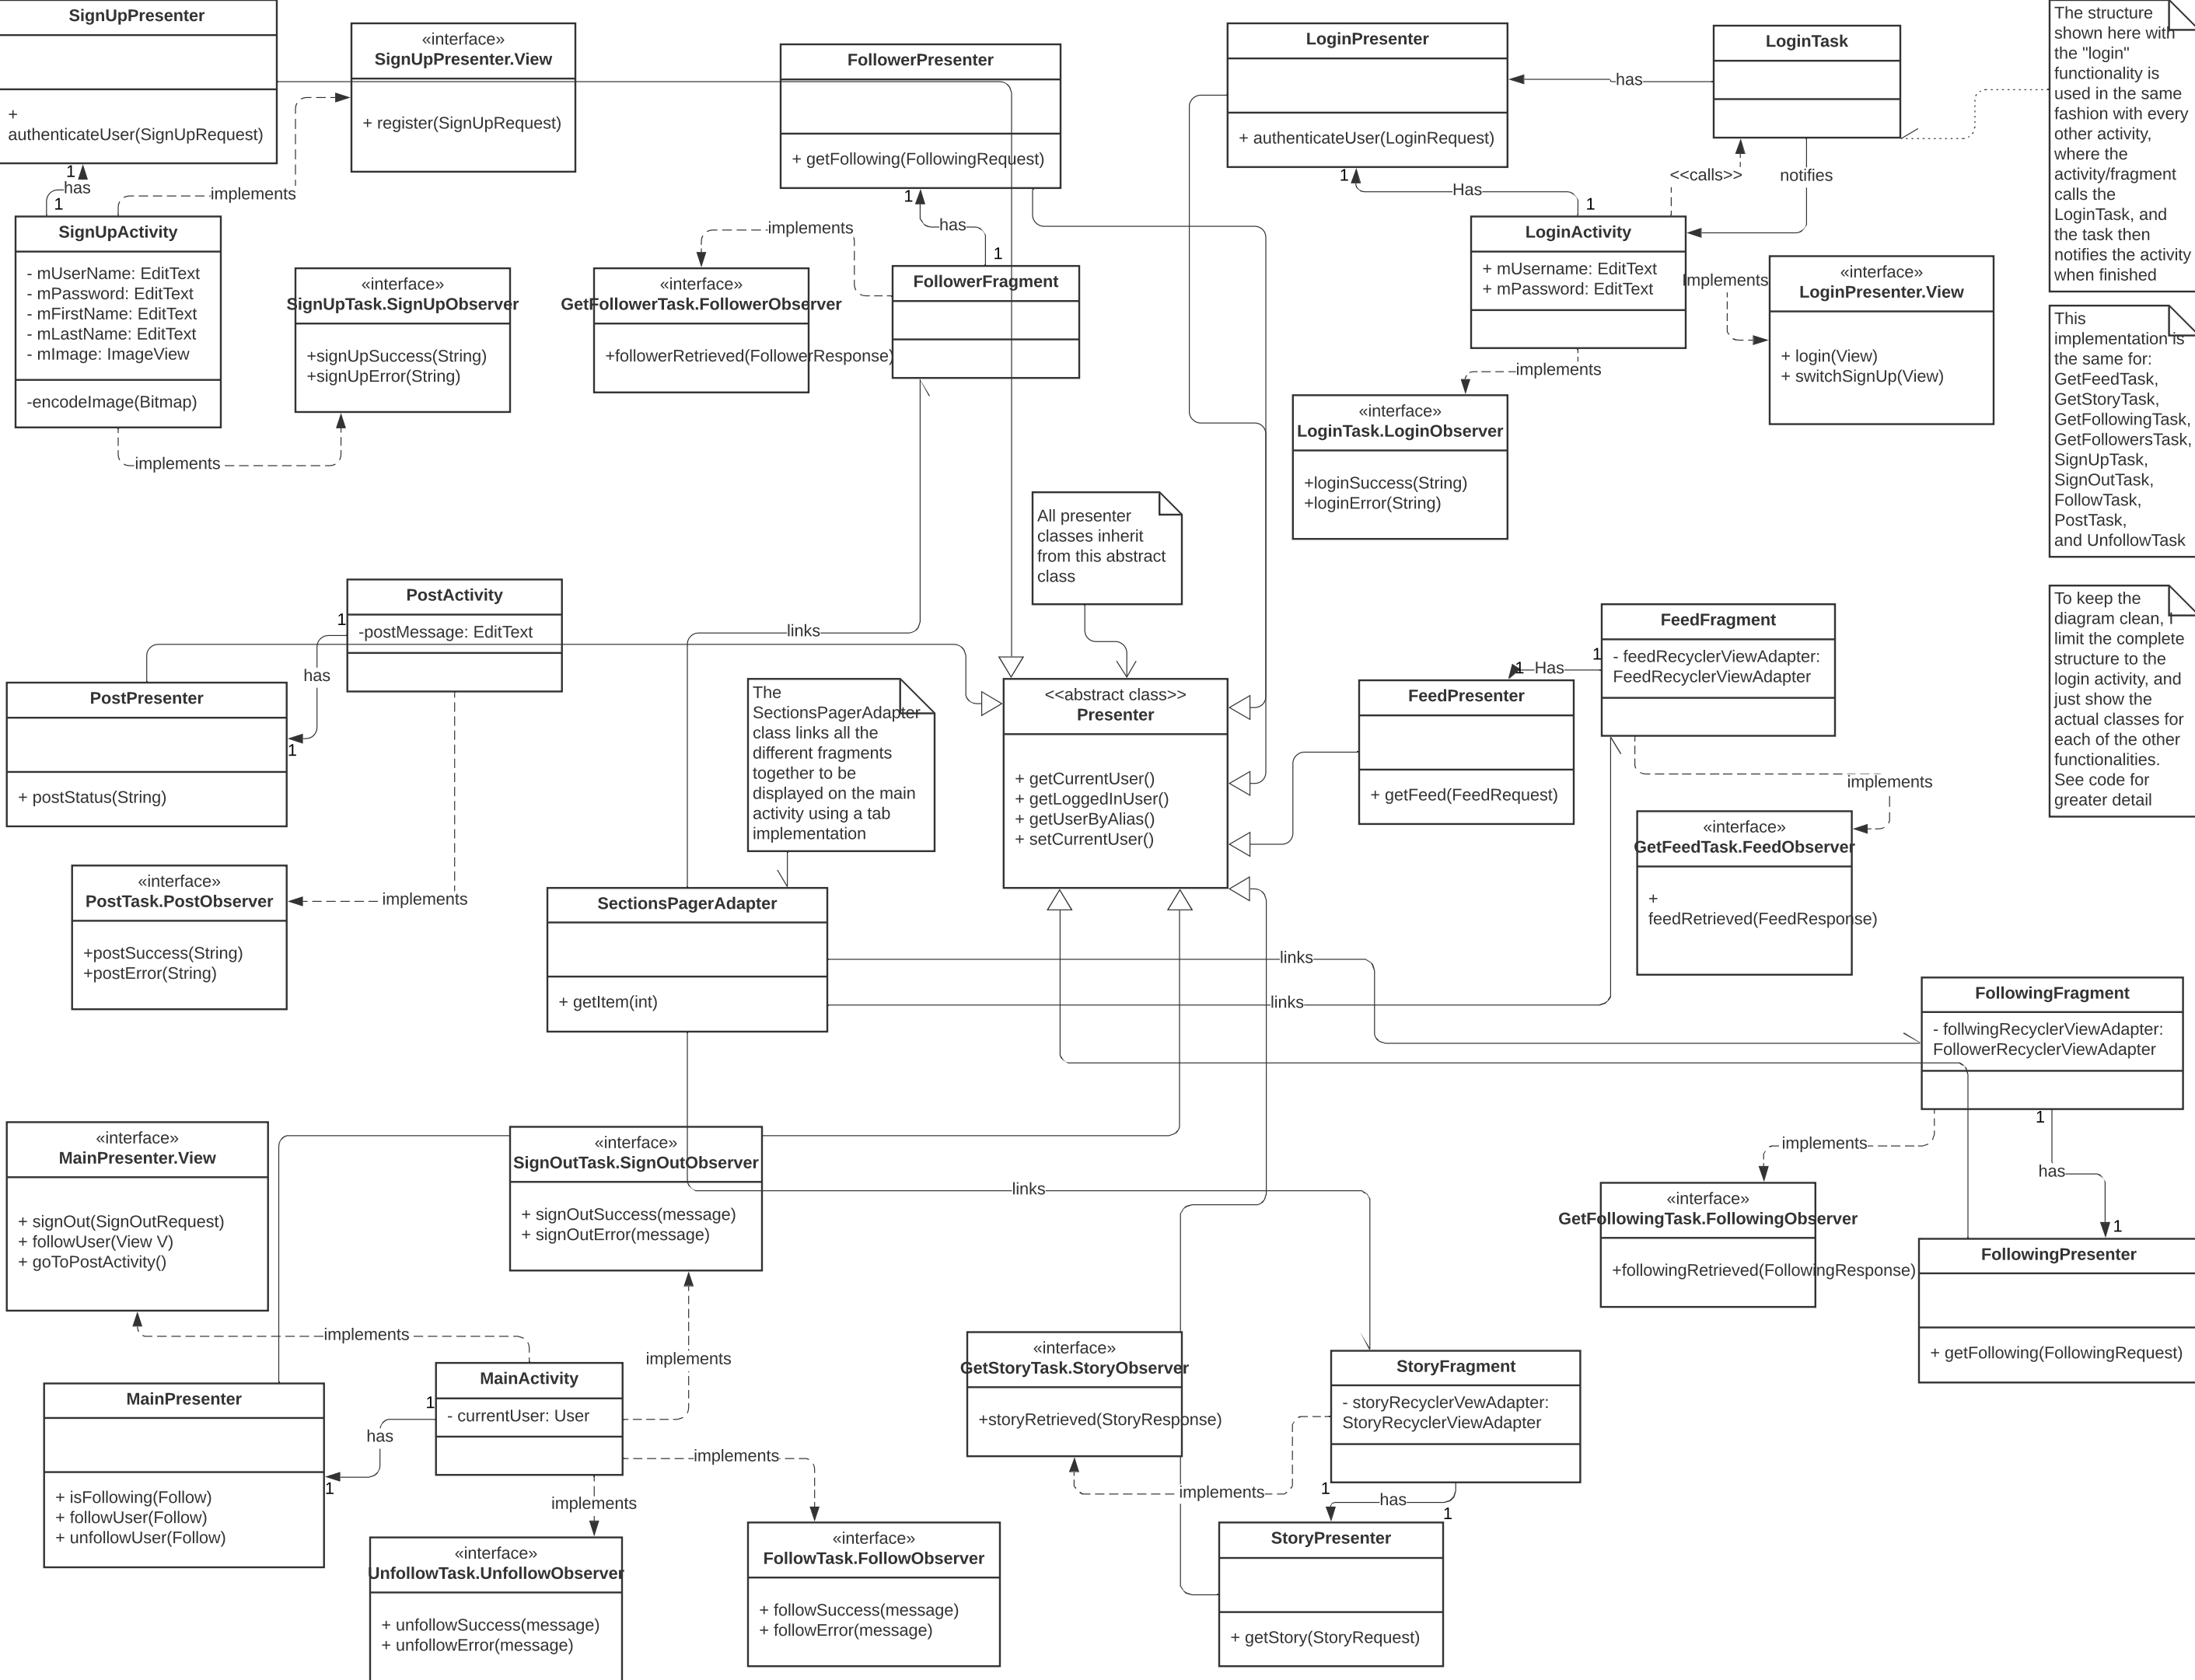 SignUpPresenter
+
authenticateUser(SignUpRequest)
1
has
1
SignUpActivity
- mUserName: EditText
- mPassword: EditText
- mFirstName: EditText
- mLastName: EditText
- mImage: ImageView
-encodeImage(Bitmap)
implements
«interface»
SignUpPresenter.View
+ register(SignUpRequest)
implements
«interface»
SignUpTask.SignUpObserver
+signUpSuccess(String)
+signUpError(String)
FollowerPresenter
+ getFollowing(FollowingRequest)
1
has
1
implements
«interface»
GetFollowerTask.FollowerObserver
+followerRetrieved(FollowerResponse)
FollowerFragment
LoginPresenter
+ authenticateUser(LoginRequest)
has
LoginTask
1
Has
1
<<calls>>
notifies
LoginActivity
+ mUsername: EditText
+ mPassword: EditText
Implements
«interface»
LoginPresenter.View
+ login(View)
+ switchSignUp(View)
implements
«interface»
LoginTask.LoginObserver
+loginSuccess(String)
+loginError(String)
The structure
shown here with
the "login"
functionality is
used in the same
fashion with every
other activity,
where the
activity/fragment
calls the
LoginTask, and
the task then
notifies the activity
when finished
This
implementation is
the same for:
GetFeedTask,
GetStoryTask,
GetFollowingTask,
GetFollowersTask,
SignUpTask,
SignOutTask,
FollowTask,
PostTask,
and UnfollowTask
To keep the
diagram clean, I
limit the complete
structure to the
login activity, and
just show the
actual classes for
each of the other
functionalities.
See code for
greater detail
All presenter
classes inherit
from this abstract
class
PostActivity
-postMessage: EditText
1
has
1
PostPresenter
+ postStatus(String)
implements
«interface»
PostTask.PostObserver
+postSuccess(String)
+postError(String)
links
The
SectionsPagerAdapter
class links all the
different fragments
together to be
displayed on the main
activity using a tab
implementation
<<abstract class>>
Presenter
+ getCurrentUser()
+ getLoggedInUser()
+ getUserByAlias()
+ setCurrentUser()
FeedFragment
- feedRecyclerViewAdapter:
FeedRecyclerViewAdapter
1
Has
1
FeedPresenter
+ getFeed(FeedRequest)
implements
«interface»
GetFeedTask.FeedObserver
+
feedRetrieved(FeedResponse)
SectionsPagerAdapter
+ getItem(int)
links
links
links
FollowingFragment
- follwingRecyclerViewAdapter:
FollowerRecyclerViewAdapter
1
has
1
implements
«interface»
GetFollowingTask.FollowingObserver
+followingRetrieved(FollowingResponse)
FollowingPresenter
+ getFollowing(FollowingRequest)
«interface»
MainPresenter.View
+ signOut(SignOutRequest)
+ followUser(View V)
+ goToPostActivity()
«interface»
SignOutTask.SignOutObserver
+ signOutSuccess(message)
+ signOutError(message)
implements
implements
MainActivity
- currentUser: User
1
has
1
MainPresenter
+ isFollowing(Follow)
+ followUser(Follow)
+ unfollowUser(Follow)
implements
implements
«interface»
UnfollowTask.UnfollowObserver
+ unfollowSuccess(message)
+ unfollowError(message)
«interface»
FollowTask.FollowObserver
+ followSuccess(message)
+ followError(message)
«interface»
GetStoryTask.StoryObserver
+storyRetrieved(StoryResponse)
StoryFragment
- storyRecyclerVewAdapter:
StoryRecyclerViewAdapter
implements
1
has
1
StoryPresenter
+ getStory(StoryRequest)